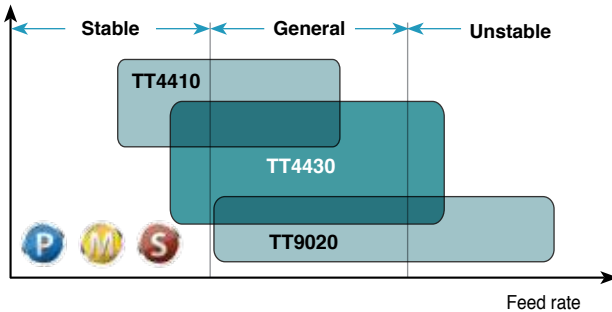 Stable General Unstable
TT4410
TT4430
TT9020
P M S
Feed rate